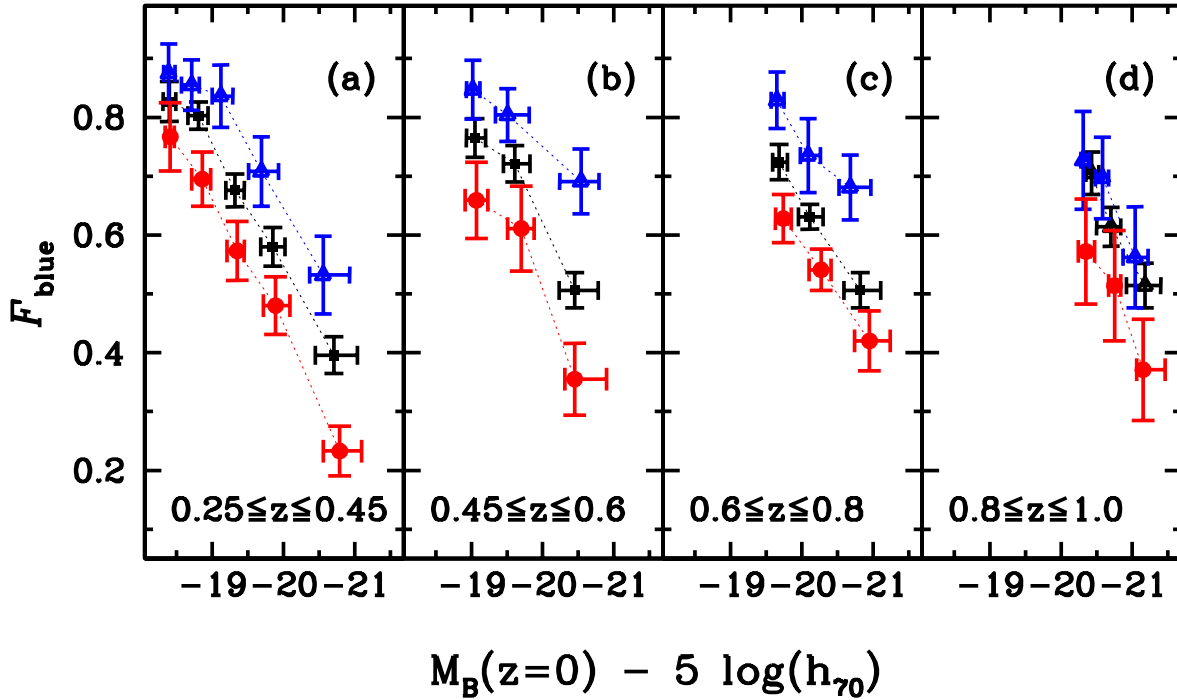 (a) (b) (c) (d)
0.8
0.6
F_blue
0.4
0.2
0.25≦z≦0.45 0.45≦z≦0.6 0.6≦z≦0.8 0.8≦z≦1.0
−19−20−21 −19−20−21 −19−20−21 −19−20−21
M_B(z=0) − 5 log(h_70)